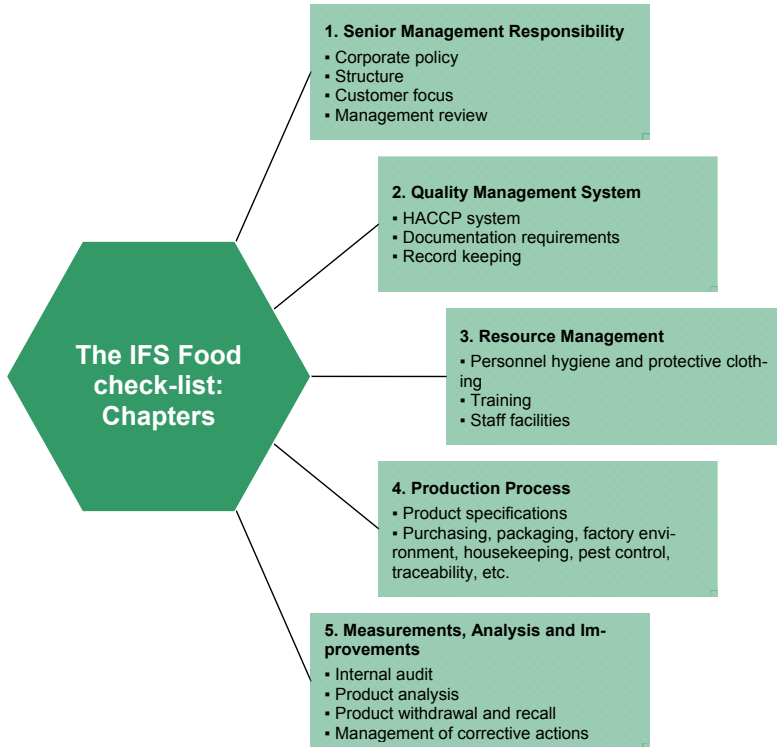 1. Senior Management Responsibility
▪ Corporate policy
▪ Structure
▪ Customer focus
▪ Management review
2. Quality Management System
▪ HACCP system
▪ Documentation requirements
▪ Record keeping
The IFS Food
check-list:
Chapters
3. Resource Management
▪ Personnel hygiene and protective cloth-
ing
▪ Training
▪ Staff facilities
4. Production Process
▪ Product specifications
▪ Purchasing, packaging, factory envi-
ronment, housekeeping, pest control,
traceability, etc.
5. Measurements, Analysis and Im-
provements
▪ Internal audit
▪ Product analysis
▪ Product withdrawal and recall
▪ Management of corrective actions